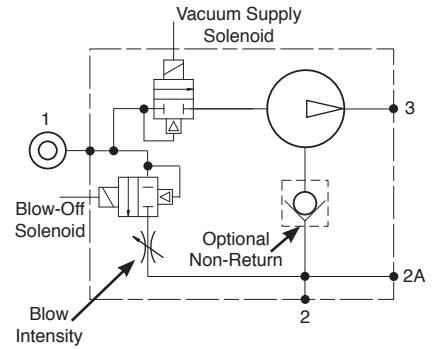 Vacuum Supply
Solenoid
1
3
Blow-Off
Solenoid
Optional
Non-Return
2A
Blow
Intensity
2